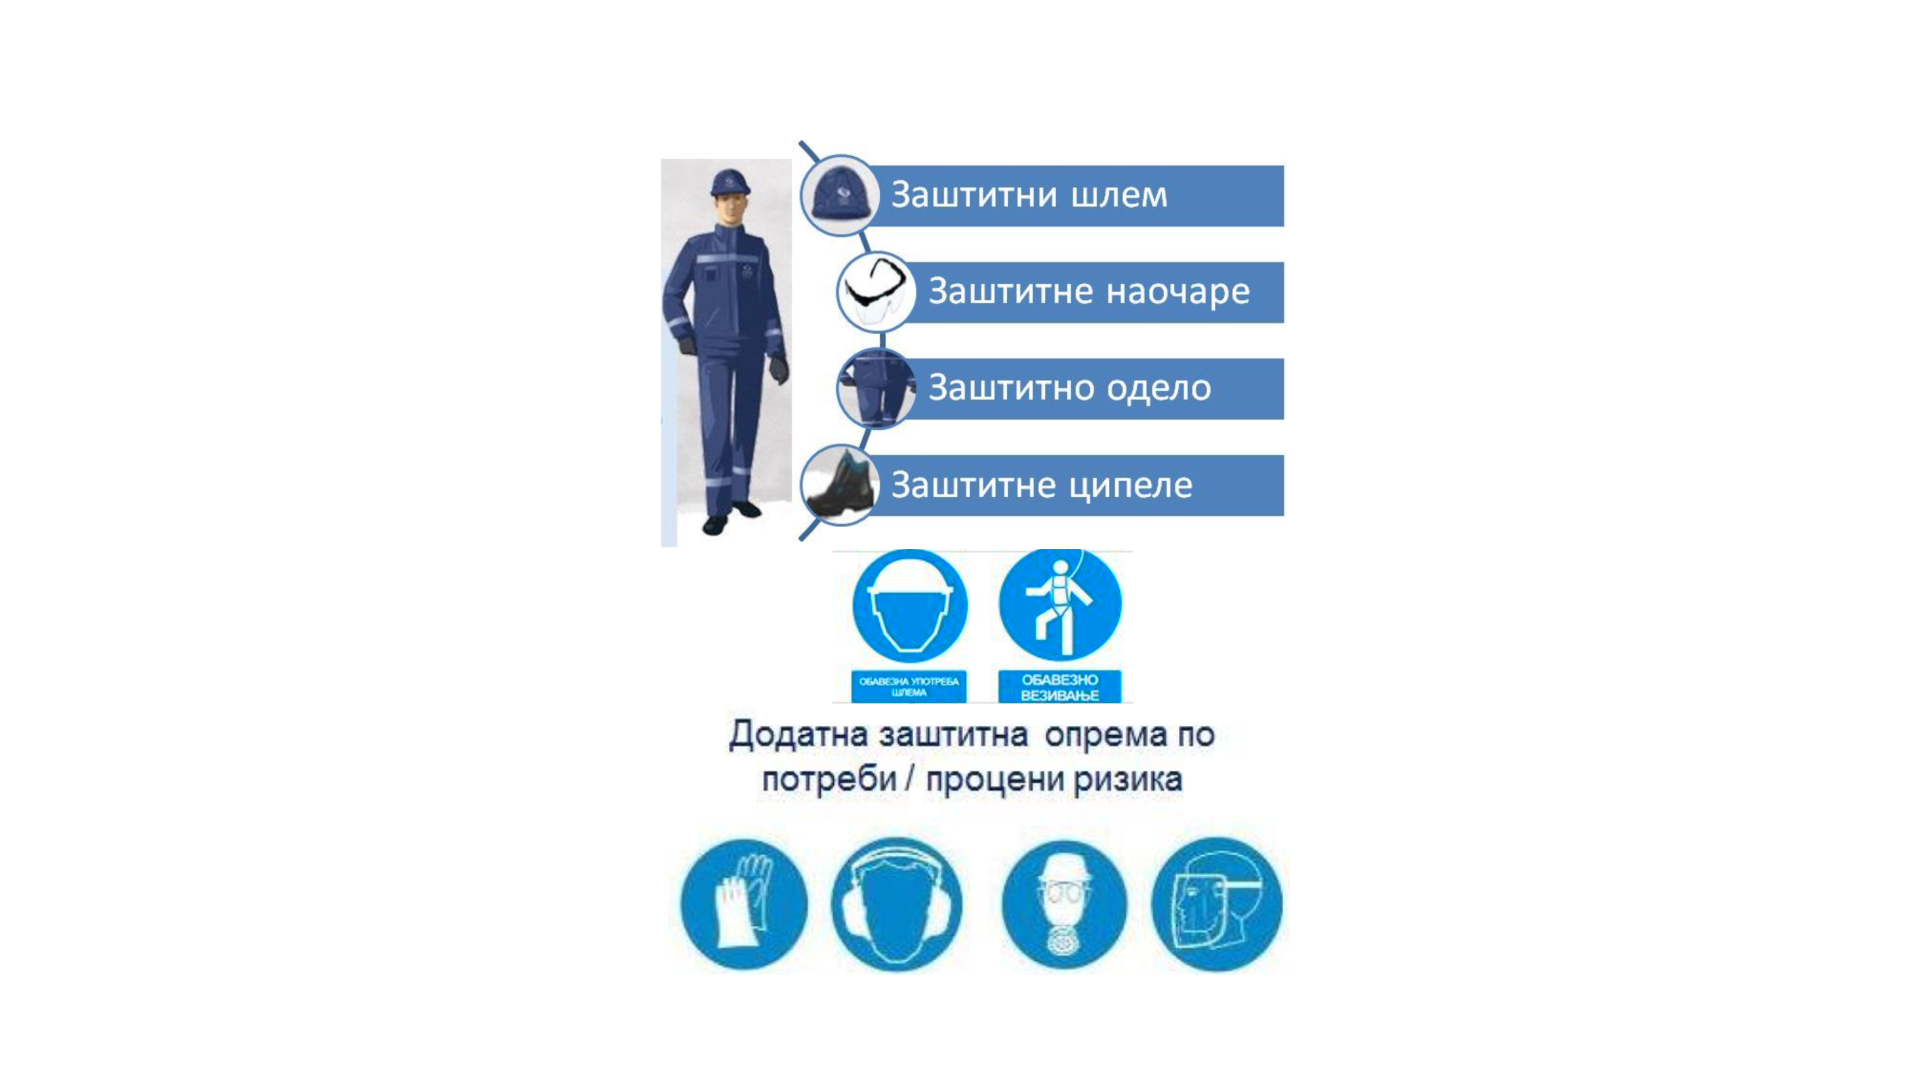 Заштитни шлем
Заштитне наочаре
Заштитно одело
Заштитне ципеле
ОБАВЕЗНА УПОТРЕБА
ШЛЕМА
ОБАВЕЗНО
ВЕЗИВАЊЕ
Додатна заштитна опрема по
потреби / процени ризика